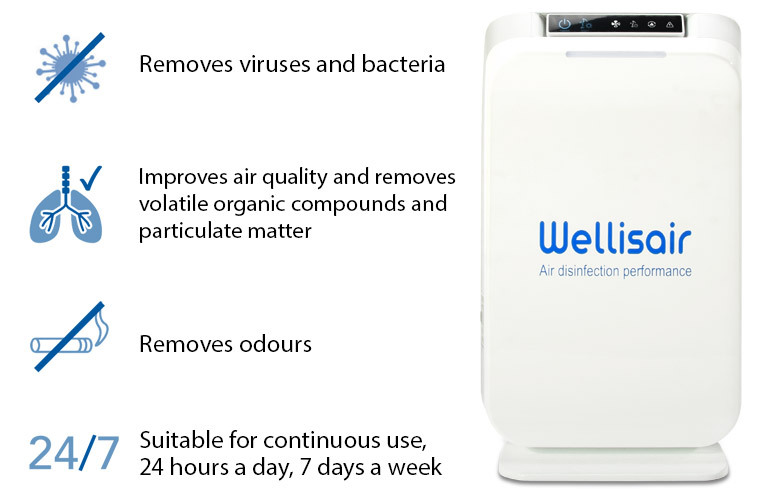 Removes viruses and bacteria
Improves air quality and removes
volatile organic compounds and
particulate matter
Removes odours
24/7
Suitable for continuous use,
24 hours a day, 7 days a week
Wellisair
Air disinfection performance